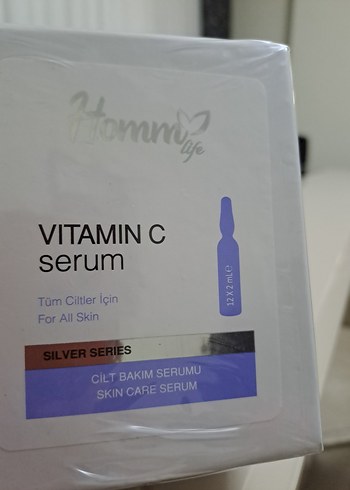 Homm
life
VITAMIN C
serum
12 X 2 mL℮
Tüm Ciltler İçin
For All Skin
SILVER SERIES
CİLT BAKIM SERUMU
SKIN CARE SERUM